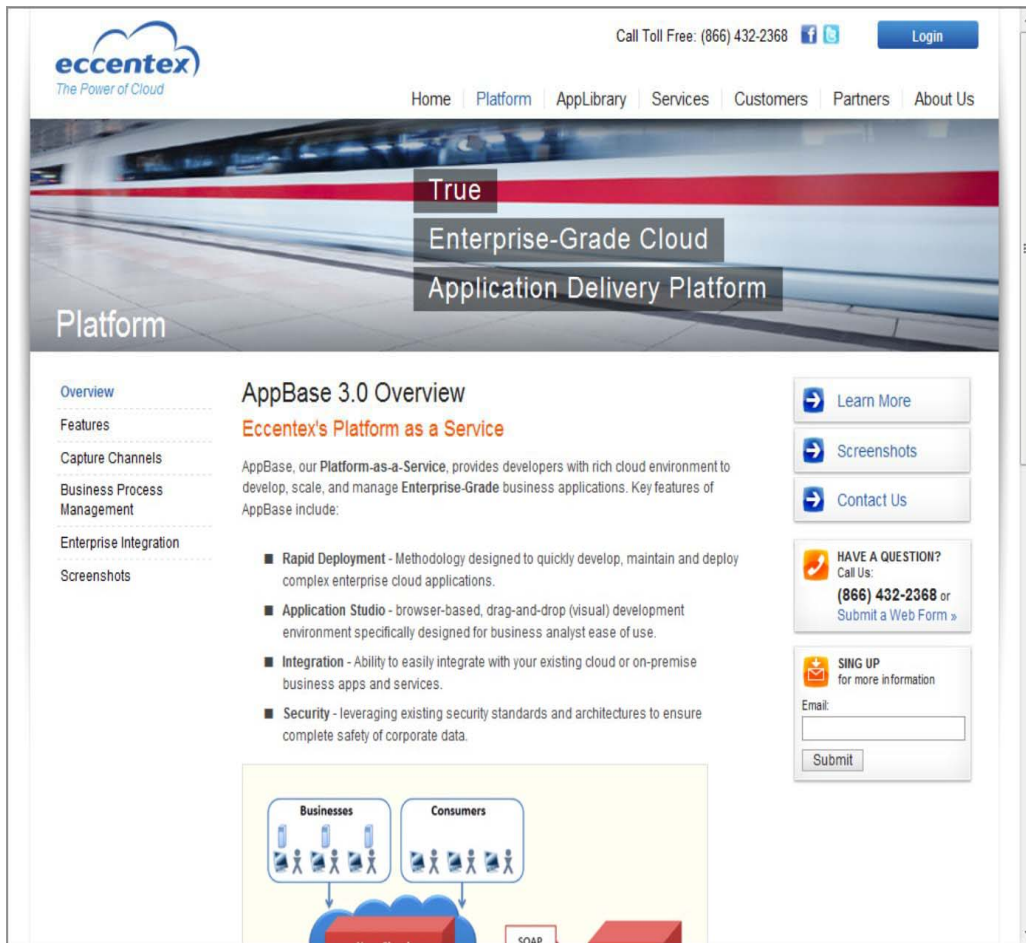 eccentex
The Power of Cloud
Call Toll Free: (866) 432-2368
Login
Home
Platform
AppLibrary
Services
Customers
Partners
About Us
True
Enterprise-Grade Cloud
Application Delivery Platform
Platform
Overview
Features
Capture Channels
Business Process
Management
Enterprise Integration
Screenshots
AppBase 3.0 Overview
Eccentex's Platform as a Service
AppBase, our Platform-as-a-Service, provides developers with rich cloud environment to
develop, scale, and manage Enterprise-Grade business applications. Key features of
AppBase include:
Rapid Deployment - Methodology designed to quickly develop, maintain and deploy
complex enterprise cloud applications.
Application Studio - browser-based, drag-and-drop (visual) development
environment specifically designed for business analyst ease of use.
Integration - Ability to easily integrate with your existing cloud or on-premise
business apps and services.
Security - leveraging existing security standards and architectures to ensure
complete safety of corporate data.
Businesses
Consumers
SOAP
Learn More
Screenshots
Contact Us
HAVE A QUESTION?
Call Us:
(866) 432-2368 or
Submit a Web Form »
SING UP
for more information
Email:
Submit